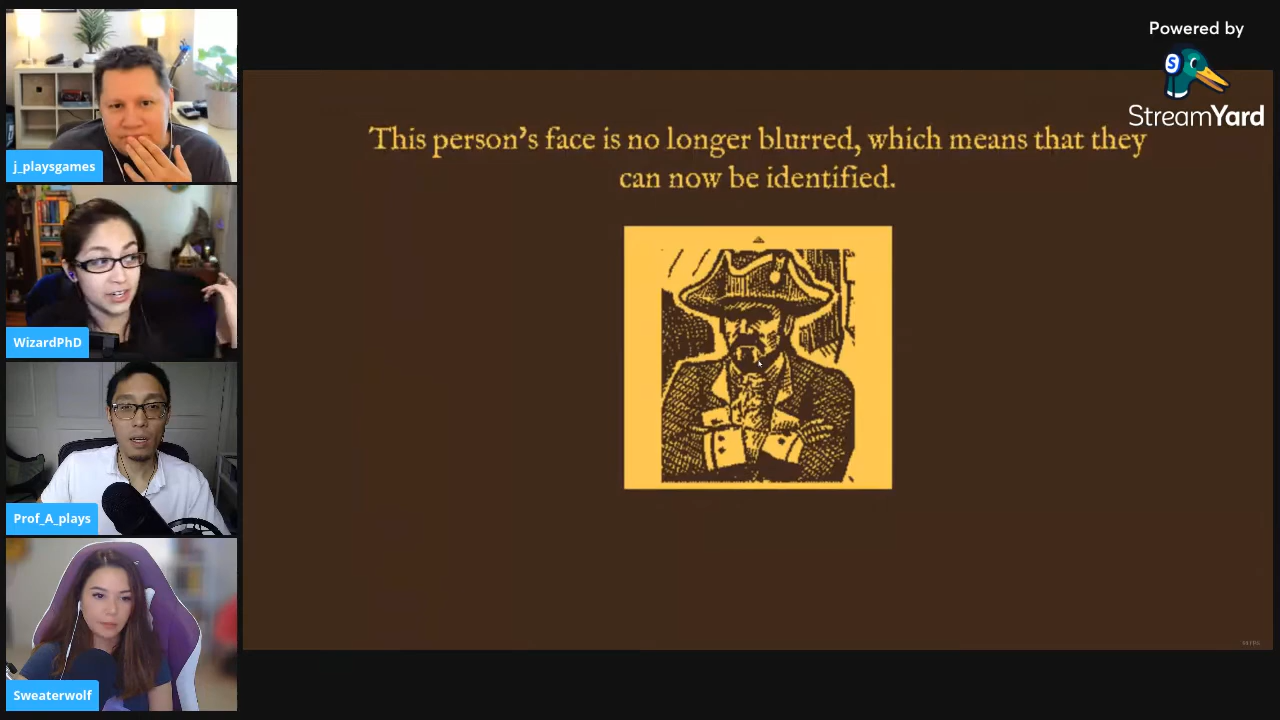 Powered by
StreamYard
This person's face is no longer blurred, which means that they
can now be identified.
j_playsgames
WizardPhD
Prof_A_plays
Sweaterwolf